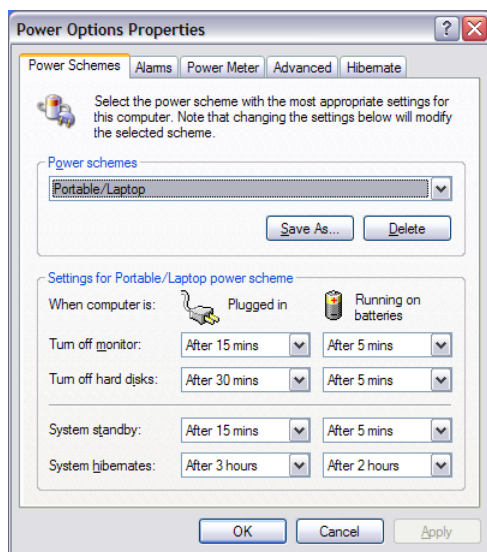 Power Options Properties
Power Schemes Alarms Power Meter Advanced Hibernate
Select the power scheme with the most appropriate settings for
this computer. Note that changing the settings below will modify
the selected scheme.
Power schemes
Portable/Laptop
Save As... Delete
Settings for Portable/Laptop power scheme
When computer is: Plugged in Running on
batteries
Turn off monitor: After 15 mins After 5 mins
Turn off hard disks: After 30 mins After 5 mins
System standby: After 15 mins After 5 mins
System hibernates: After 3 hours After 2 hours
OK Cancel Apply